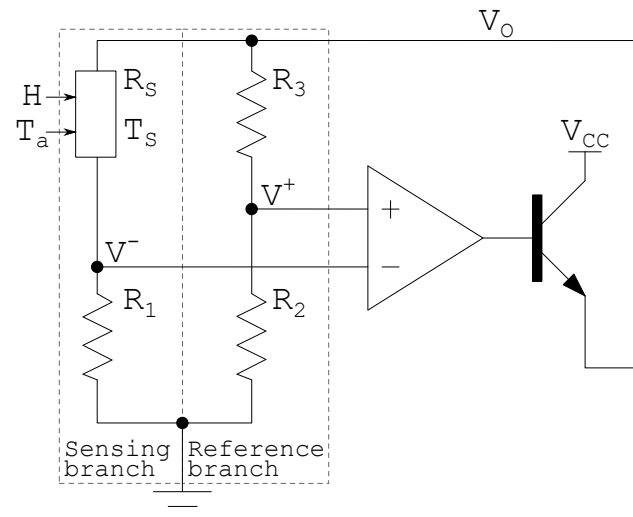 V_O
R_S
R_3
H
T_a
T_S
V_CC
V^+
+
V^-
−
R_1
R_2
Sensing branch
Reference branch